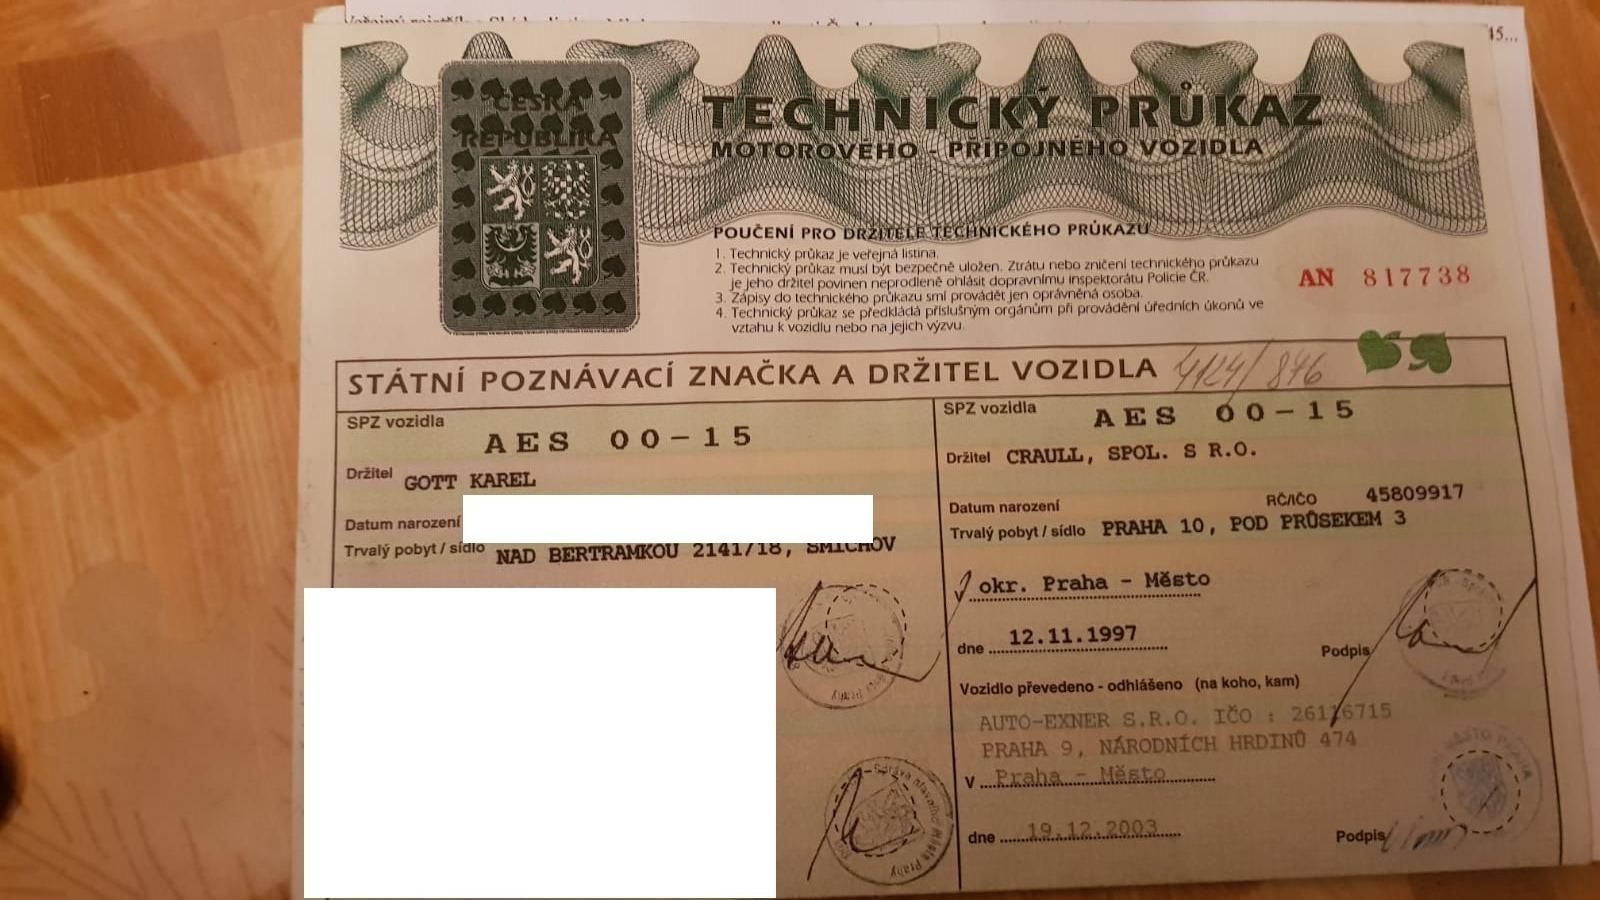 ČESKÁ
REPUBLIKA
TECHNICKÝ PRŮKAZ
MOTOROVÉHO - PŘÍPOJNÉHO VOZIDLA
POUČENÍ PRO DRŽITELE TECHNICKÉHO PRŮKAZU
1. Technický průkaz je veřejná listina.
2. Technický průkaz musí být bezpečně uložen. Ztrátu nebo zničení technického průkazu
je jeho držitel povinen neprodleně ohlásit dopravnímu inspektorátu Policie ČR.
3. Zápisy do technického průkazu smí provádět jen oprávněná osoba.
4. Technický průkaz se předkládá příslušným orgánům při provádění úředních úkonů ve
vztahu k vozidlu nebo na jejich výzvu.
AN 817738
STÁTNÍ POZNÁVACÍ ZNAČKA A DRŽITEL VOZIDLA 4124/846
SPZ vozidla AES 00-15
Držitel GOTT KAREL
Datum narození
Trvalý pobyt / sídlo NAD BERTRAMKOU 2141/18, SMÍCHOV
SPZ vozidla AES 00-15
Držitel CRAULL, SPOL. S R.O.
Datum narození RČ/IČO 45809917
Trvalý pobyt / sídlo PRAHA 10, POD PRŮSEKEM 3
okr. Praha - Město
dne 12.11.1997 Podpis
Vozidlo převedeno - odhlášeno (na koho, kam)
AUTO-EXNER S.R.O. IČO : 26116715
PRAHA 9, NÁRODNÍCH HRDINŮ 474
V Praha - Město
dne 19.12.2003 Podpis